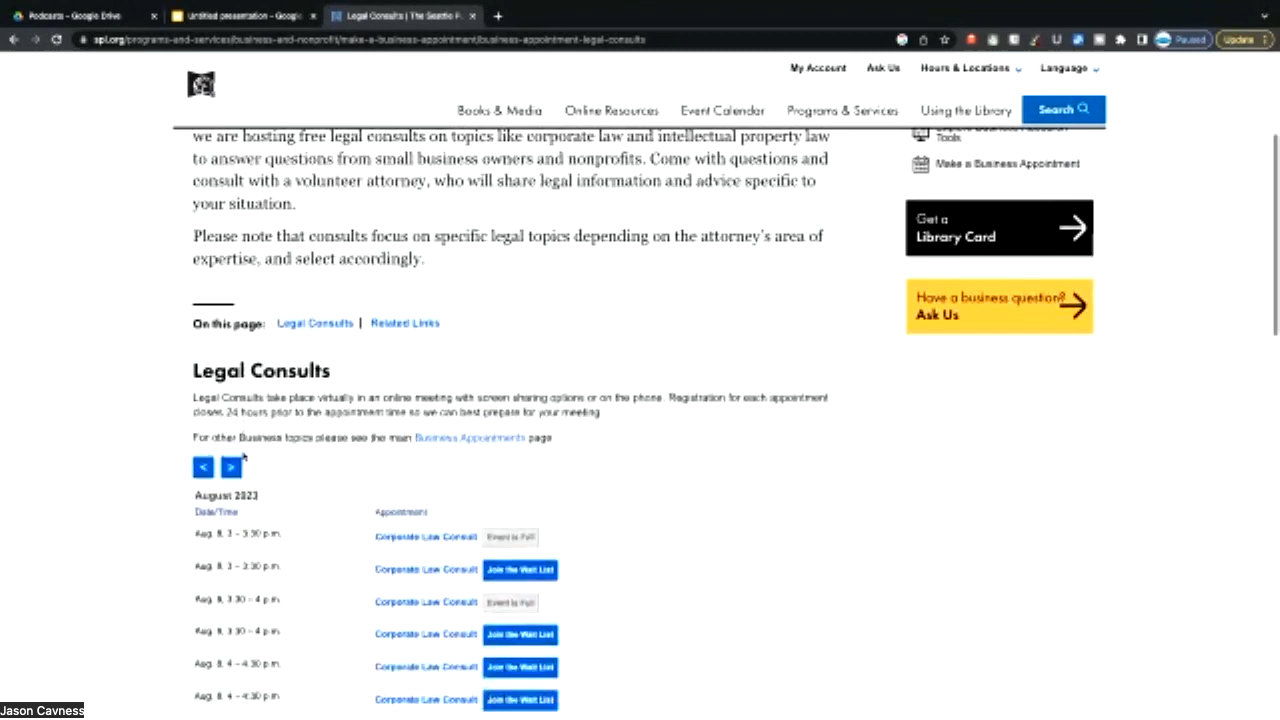 Podcasts - Google Drive
Untitled presentation - Google
Legal Consults | The Seattle P
spl.org/programs-and-services/business-and-nonprofit/make-a-business-appointment/business-appointment-legal-consults
Paused
Update
My Account
Ask Us
Hours & Locations
Language
Books & Media
Online Resources
Event Calendar
Programs & Services
Using the Library
Search
we are hosting free legal consults on topics like corporate law and intellectual property law
to answer questions from small business owners and nonprofits. Come with questions and
consult with a volunteer attorney, who will share legal information and advice specific to
your situation.
Please note that consults focus on specific legal topics depending on the attorney's area of
expertise, and select accordingly.
On this page: Legal Consults | Related Links
Legal Consults
Legal Consults take place virtually in an online meeting with screen sharing options or on the phone. Registration for each appointment
closes 24 hours prior to the appointment time so we can best prepare for your meeting
For other Business topics please see the main Business Appointments page
< >
August 2023
Date/Time Appointment
Aug. 8, 3 – 3:30 p.m. Corporate Law Consult Event is Full
Aug. 8, 3 – 3:30 p.m. Corporate Law Consult Join the Wait List
Aug. 8, 3:30 – 4 p.m. Corporate Law Consult Event is Full
Aug. 8, 3:30 – 4 p.m. Corporate Law Consult Join the Wait List
Aug. 8, 4 – 4:30 p.m. Corporate Law Consult Join the Wait List
Aug. 8, 4 – 4:30 p.m. Corporate Law Consult Join the Wait List
Tools
Make a Business Appointment
Get a
Library Card
Have a business question?
Ask Us
Jason Cavness